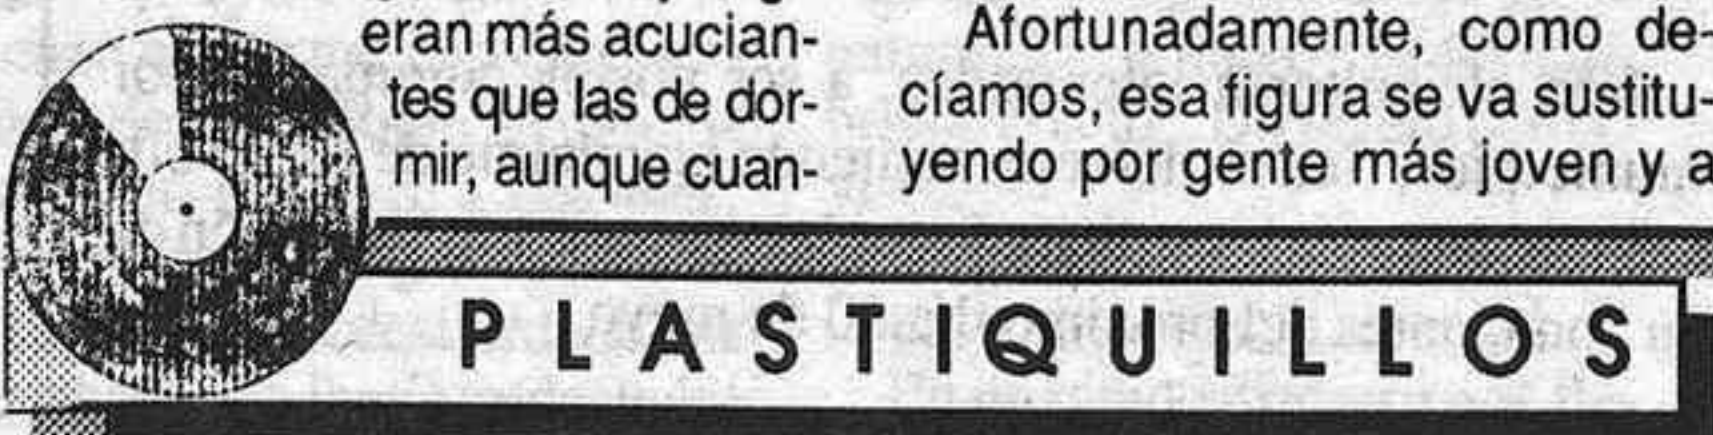 eran más acucian-
tes que las de dor-
mir, aunque cuan-
Afortunadamente, como de-
cíamos, esa figura se va sustitu-
yendo por gente más joven y a
PLASTIQUILLOS